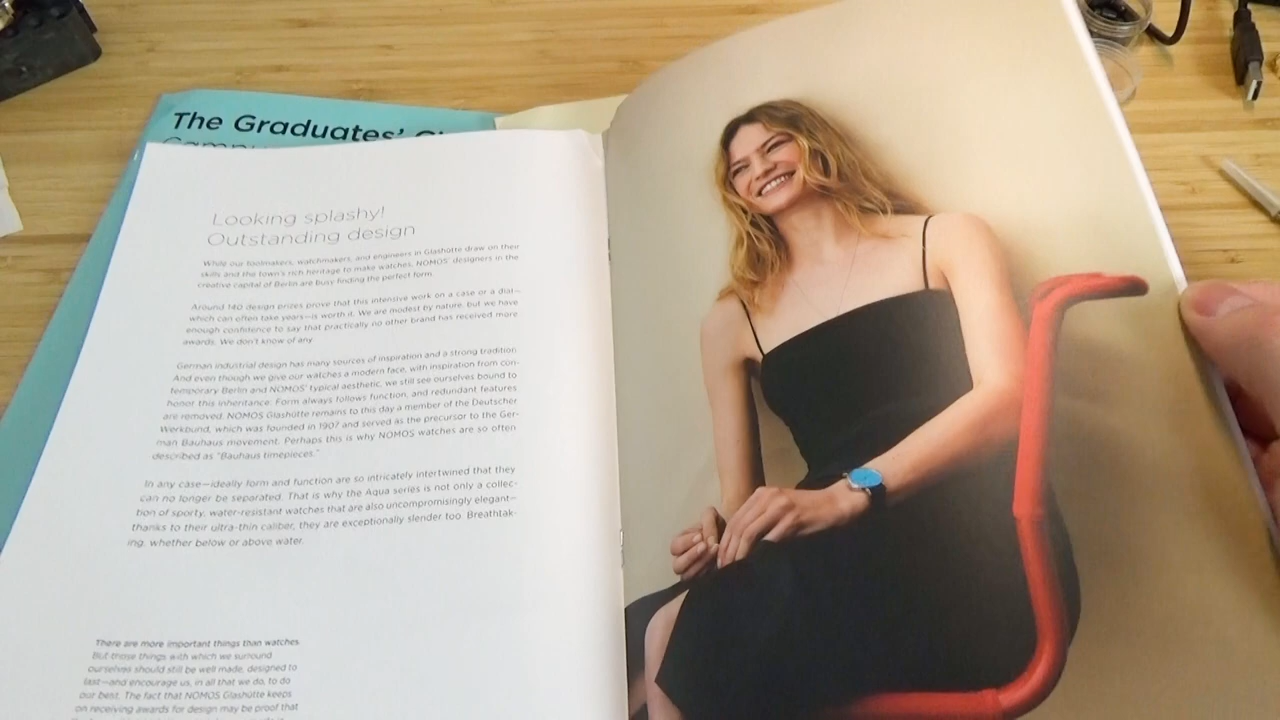 The Graduates'
Looking splashy!
Outstanding design
While our toolmakers, watchmakers, and engineers in Glashütte draw on their
skills and the town's rich heritage to make watches, NOMOS' designers in the
creative capital of Berlin are busy finding the perfect form.
Around 140 design prizes prove that this intensive work on a case or a dial—
which can often take years—is worth it. We are modest by nature, but we have
enough confidence to say that practically no other brand has received more
awards. We don't know of any.
German industrial design has many sources of inspiration and a strong tradition.
And even though we give our watches a modern face, with inspiration from con-
temporary Berlin and NOMOS' typical aesthetic, we still see ourselves bound to
honor this inheritance: Form always follows function, and redundant features
are removed. NOMOS Glashütte remains to this day a member of the Deutscher
Werkbund, which was founded in 1907 and served as the precursor to the Ger-
man Bauhaus movement. Perhaps this is why NOMOS watches are so often
described as "Bauhaus timepieces."
In any case—ideally form and function are so intricately intertwined that they
can no longer be separated. That is why the Aqua series is not only a collec-
tion of sporty, water-resistant watches that are also uncompromisingly elegant—
thanks to their ultra-thin caliber, they are exceptionally slender too. Breathtak-
ing, whether below or above water.
There are more important things than watches
But those things with which we surround
ourselves should still be well made, designed to
last—and encourage us, in all that we do, to do
our best. The fact that NOMOS Glashütte keeps
on receiving awards for design may be proof that